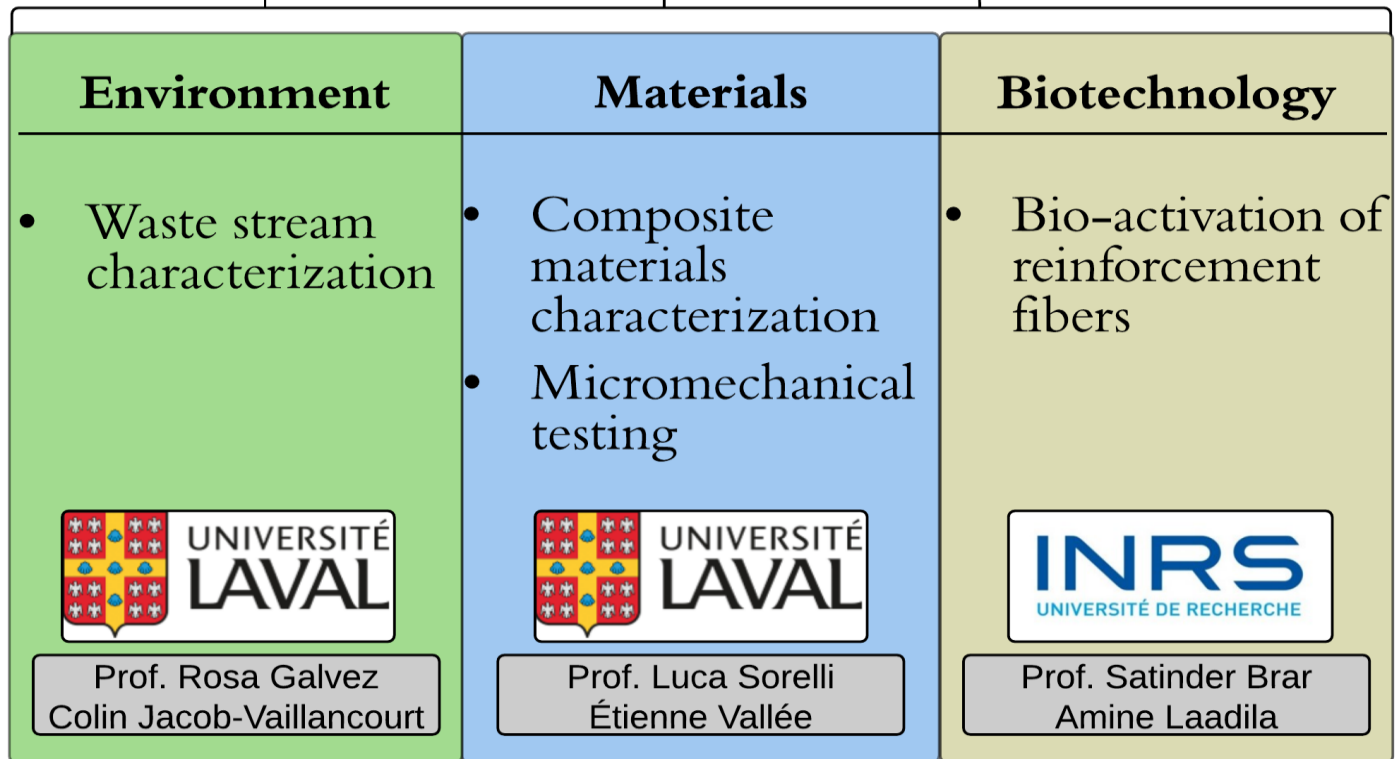 Environment
• Waste stream
characterization
UNIVERSITÉ
LAVAL
Prof. Rosa Galvez
Colin Jacob-Vaillancourt
Materials
• Composite
materials
characterization
• Micromechanical
testing
UNIVERSITÉ
LAVAL
Prof. Luca Sorelli
Étienne Vallée
Biotechnology
• Bio-activation of
reinforcement
fibers
INRS
UNIVERSITÉ DE RECHERCHE
Prof. Satinder Brar
Amine Laadila